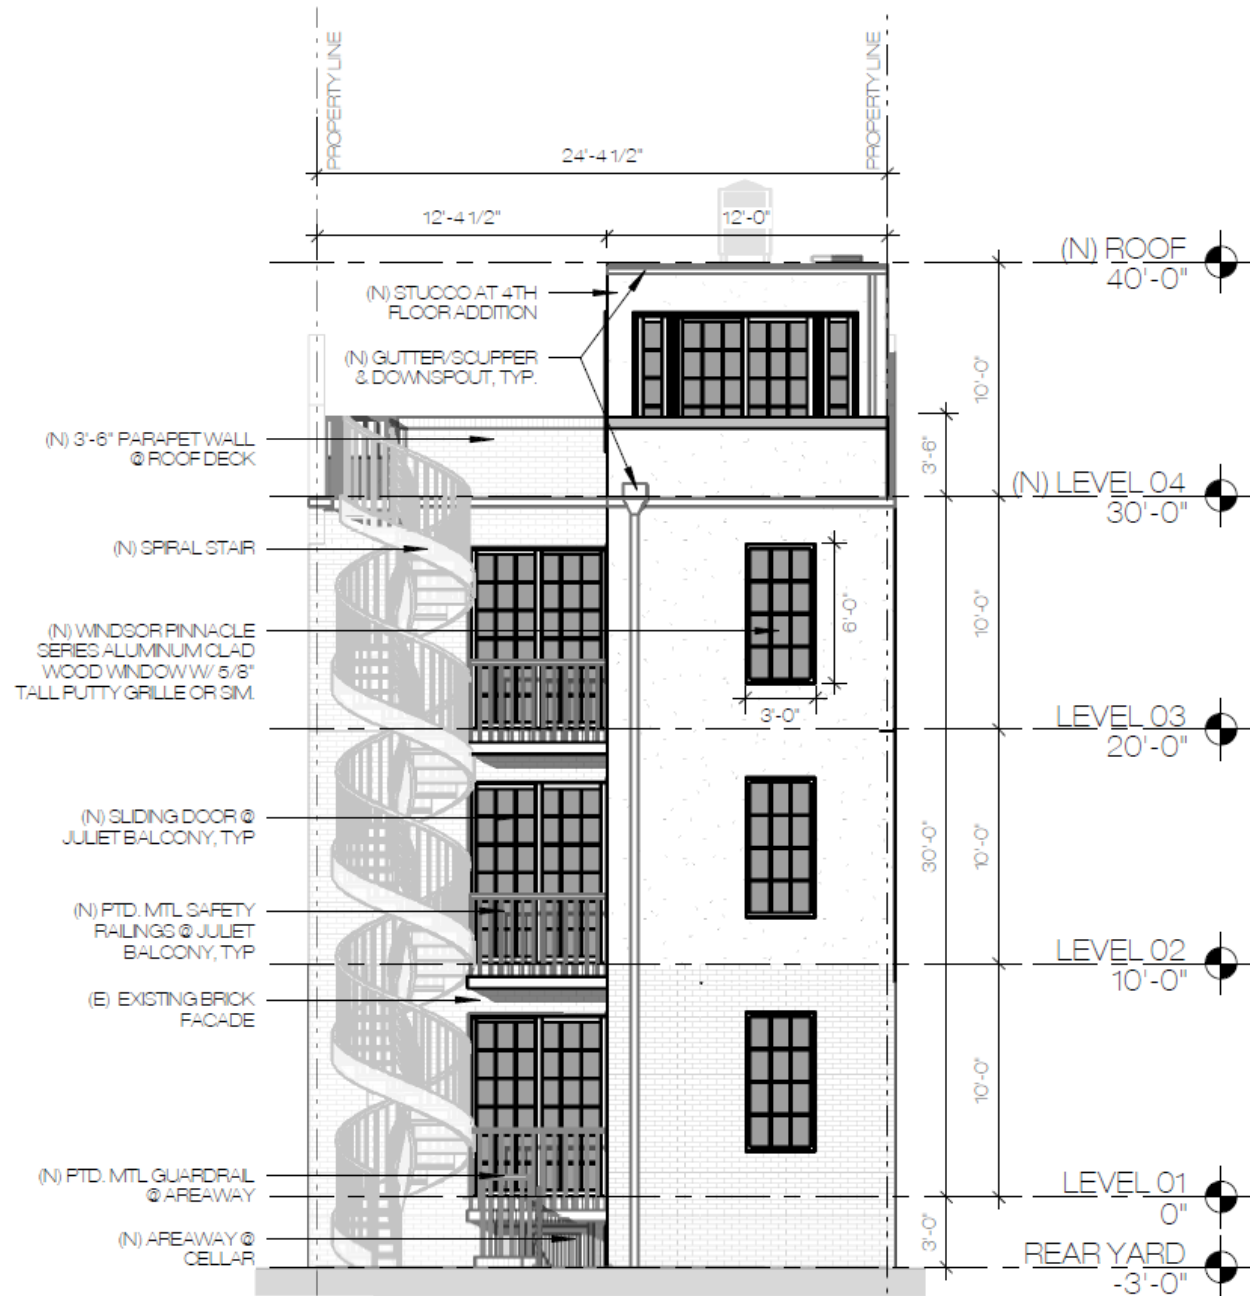 PROPERTY LINE
PROPERTY LINE
24'-4 1/2"
12'-4 1/2"
12'-0"
(N) ROOF
40'-0"
(N) STUCCO AT 4TH
FLOOR ADDITION
(N) GUTTER/SCUPPER
& DOWNSPOUT, TYP.
10'-0"
(N) 3'-6" PARAPET WALL
@ ROOF DECK
3'-6"
(N) LEVEL 04
30'-0"
(N) SPIRAL STAIR
6'-0"
10'-0"
(N) WINDSOR PINNACLE
SERIES ALUMINUM CLAD
WOOD WINDOW W/ 5/8"
TALL PUTTY GRILLE OR SIM.
3'-0"
LEVEL 03
20'-0"
(N) SLIDING DOOR @
JULIET BALCONY, TYP
30'-0"
10'-0"
(N) PTD. MTL SAFETY
RAILINGS @ JULIET
BALCONY, TYP
LEVEL 02
10'-0"
(E) EXISTING BRICK
FACADE
10'-0"
(N) PTD. MTL GUARDRAIL
@ AREAWAY
LEVEL 01
0"
(N) AREAWAY @
CELLAR
3'-0"
REAR YARD
-3'-0"